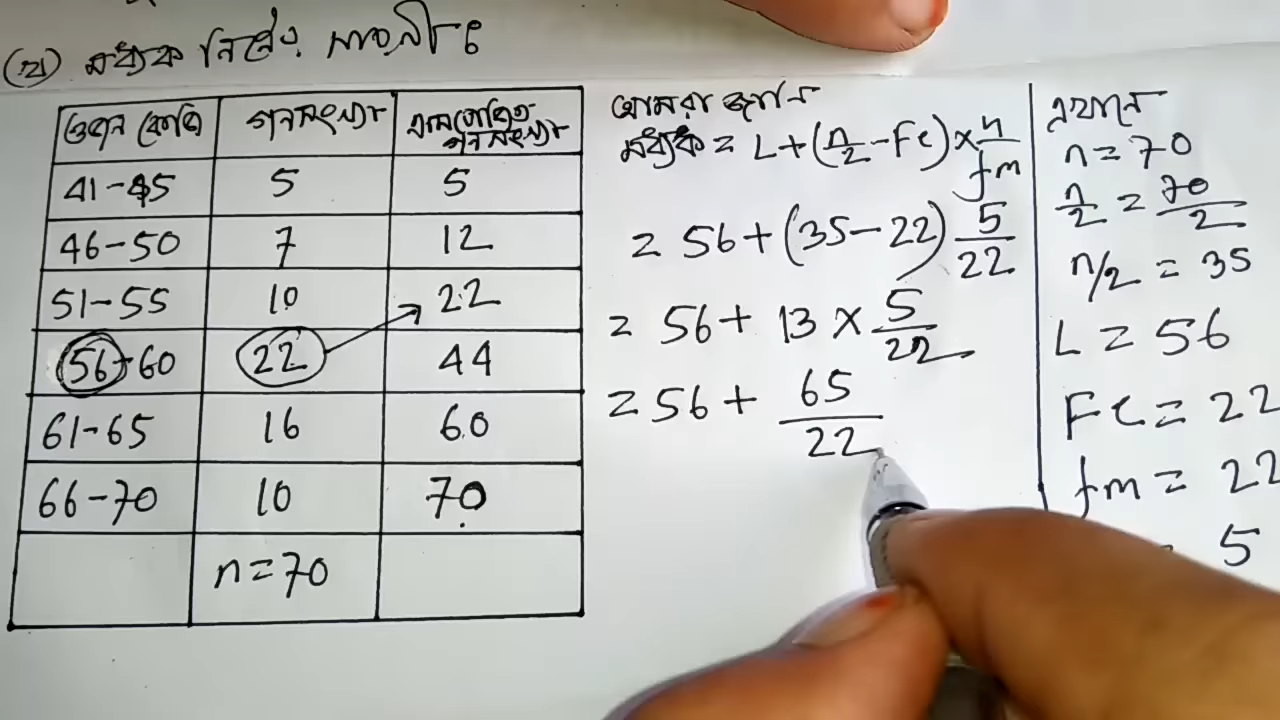 (খ) মধ্যক নির্ণেয় সারণী ঃ
ওজন কেজি গনসংখ্যা ক্রমযোজিত গনসংখ্যা
41-45 5 5
46-50 7 12
51-55 10 22
56-60 22 44
61-65 16 60
66-70 10 70
n=70
আমরা জানি
মধ্যক = L+(n/2-Fc)×h/fm
= 56+(35-22) 5/22
= 56+ 13 × 5/22
= 56+ 65/22
এখানে
n=70
n/2 = 70/2
n/2 = 35
L = 56
Fc = 22
fm = 22
= 5